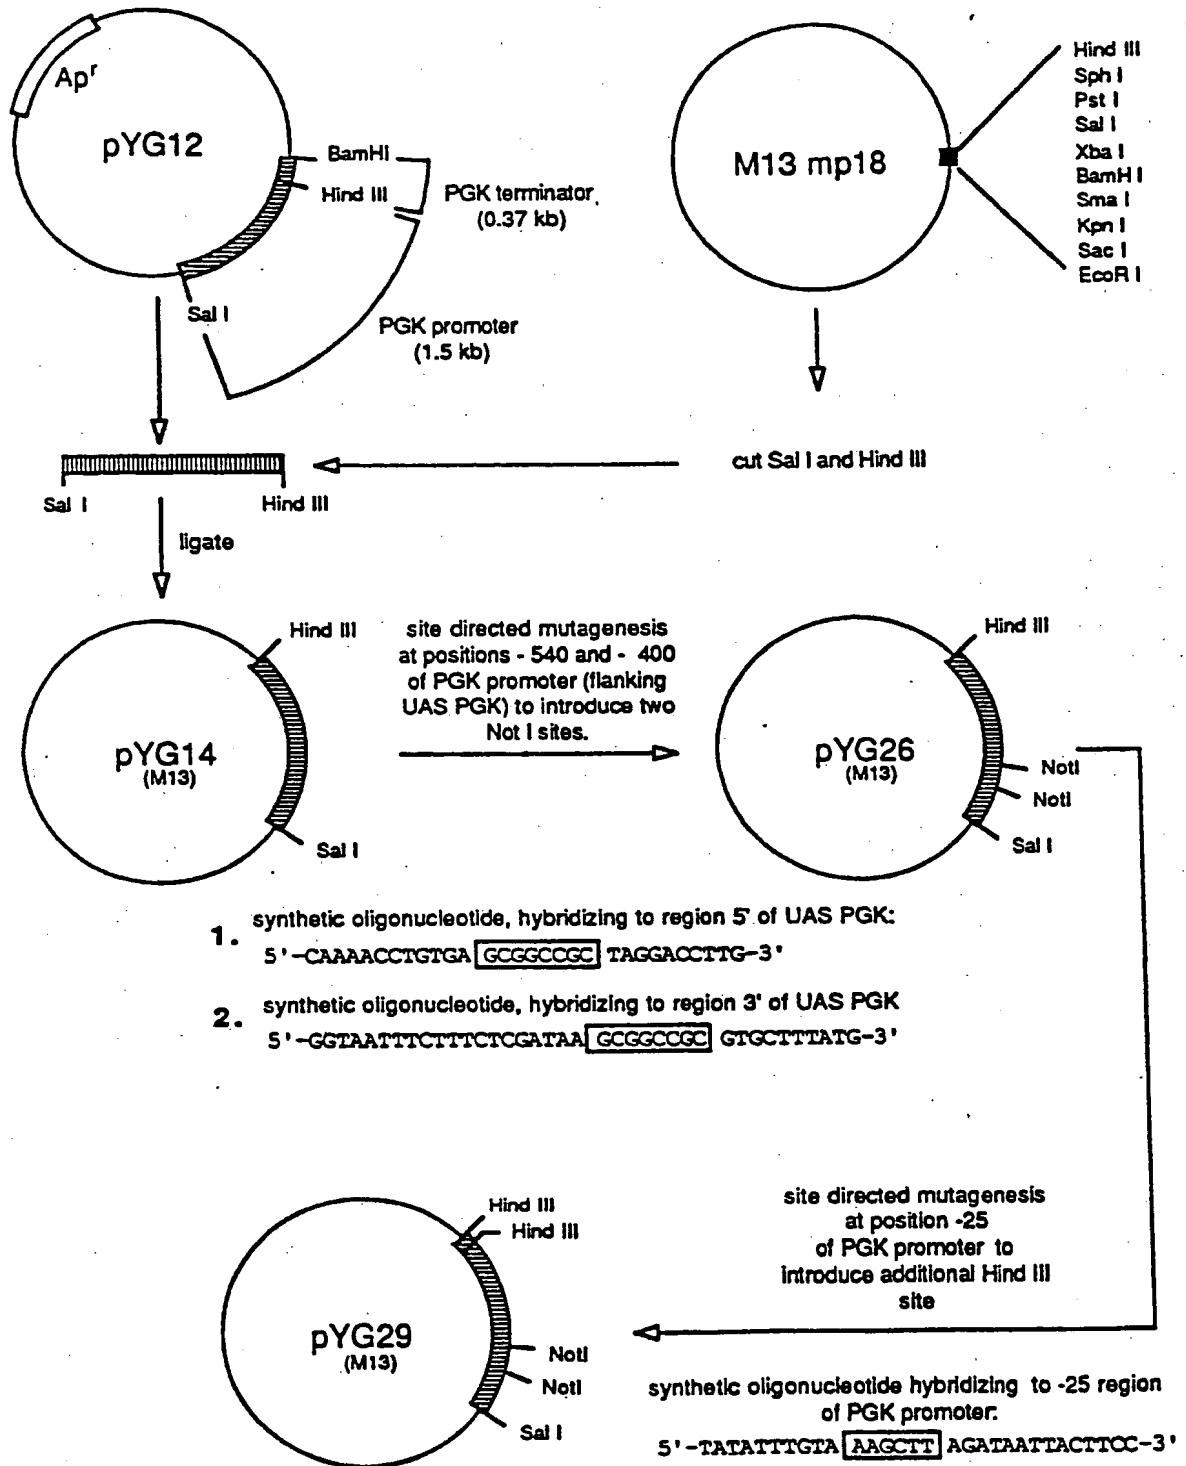 Apʳ
pYG12
BamHI
Hind III
PGK terminator
(0.37 kb)
Sal I
PGK promoter
(1.5 kb)
M13 mp18
Hind III
Sph I
Pst I
Sal I
Xba I
BamH I
Sma I
Kpn I
Sac I
EcoR I
cut Sal I and Hind III
Sal I
Hind III
ligate
Hind III
pYG14
(M13)
Sal I
site directed mutagenesis
at positions - 540 and - 400
of PGK promoter (flanking
UAS PGK) to introduce two
Not I sites.
Hind III
pYG26
(M13)
NotI
NotI
Sal I
1. synthetic oligonucleotide, hybridizing to region 5' of UAS PGK:
5'-CAAAACCTGTGA GCGGCCGC TAGGACCTTG-3'
2. synthetic oligonucleotide, hybridizing to region 3' of UAS PGK
5'-GGTAATTTCTTTCTCGATAA GCGGCCGC GTGCTTTATG-3'
site directed mutagenesis
at position -25
of PGK promoter to
introduce additional Hind III
site
Hind III
Hind III
pYG29
(M13)
NotI
NotI
Sal I
synthetic oligonucleotide hybridizing to -25 region
of PGK promoter:
5'-TATATTTGTA AAGCTT AGATAATTACTTCC-3'